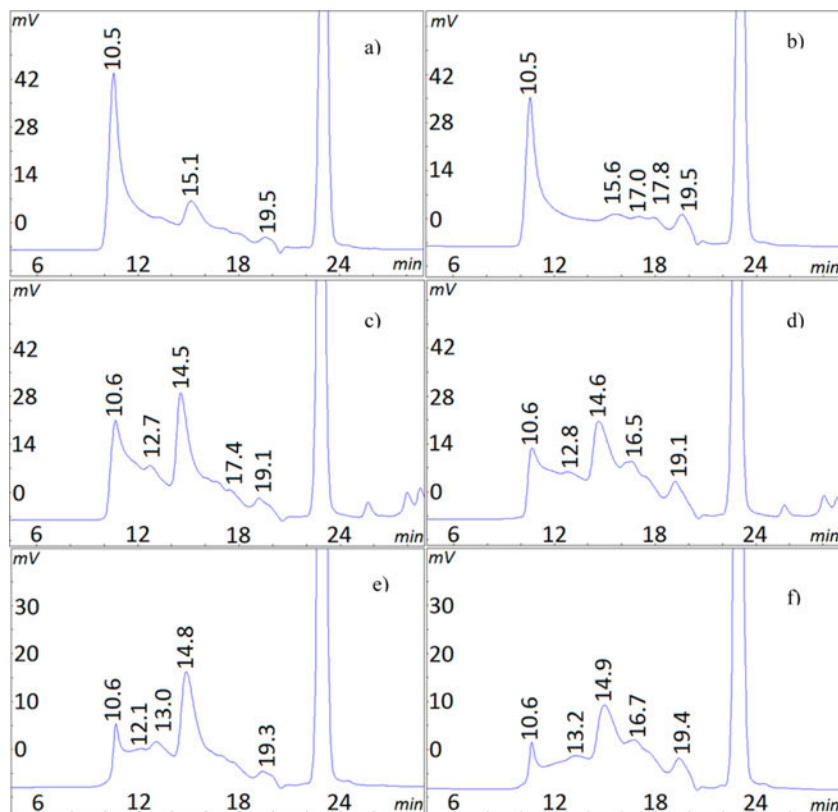 mV
a)
10.5
15.1
19.5
42
28
14
0
6 12 18 24 min
mV
b)
10.5
15.6
17.0
17.8
19.5
42
28
14
0
6 12 18 24 min
mV
c)
10.6
12.7
14.5
17.4
19.1
42
28
14
0
6 12 18 24 min
mV
d)
10.6
12.8
14.6
16.5
19.1
42
28
14
0
6 12 18 24 min
mV
e)
10.6
12.1
13.0
14.8
19.3
30
20
10
0
6 12 18 24 min
mV
f)
10.6
13.2
14.9
16.7
19.4
30
20
10
0
6 12 18 24 min